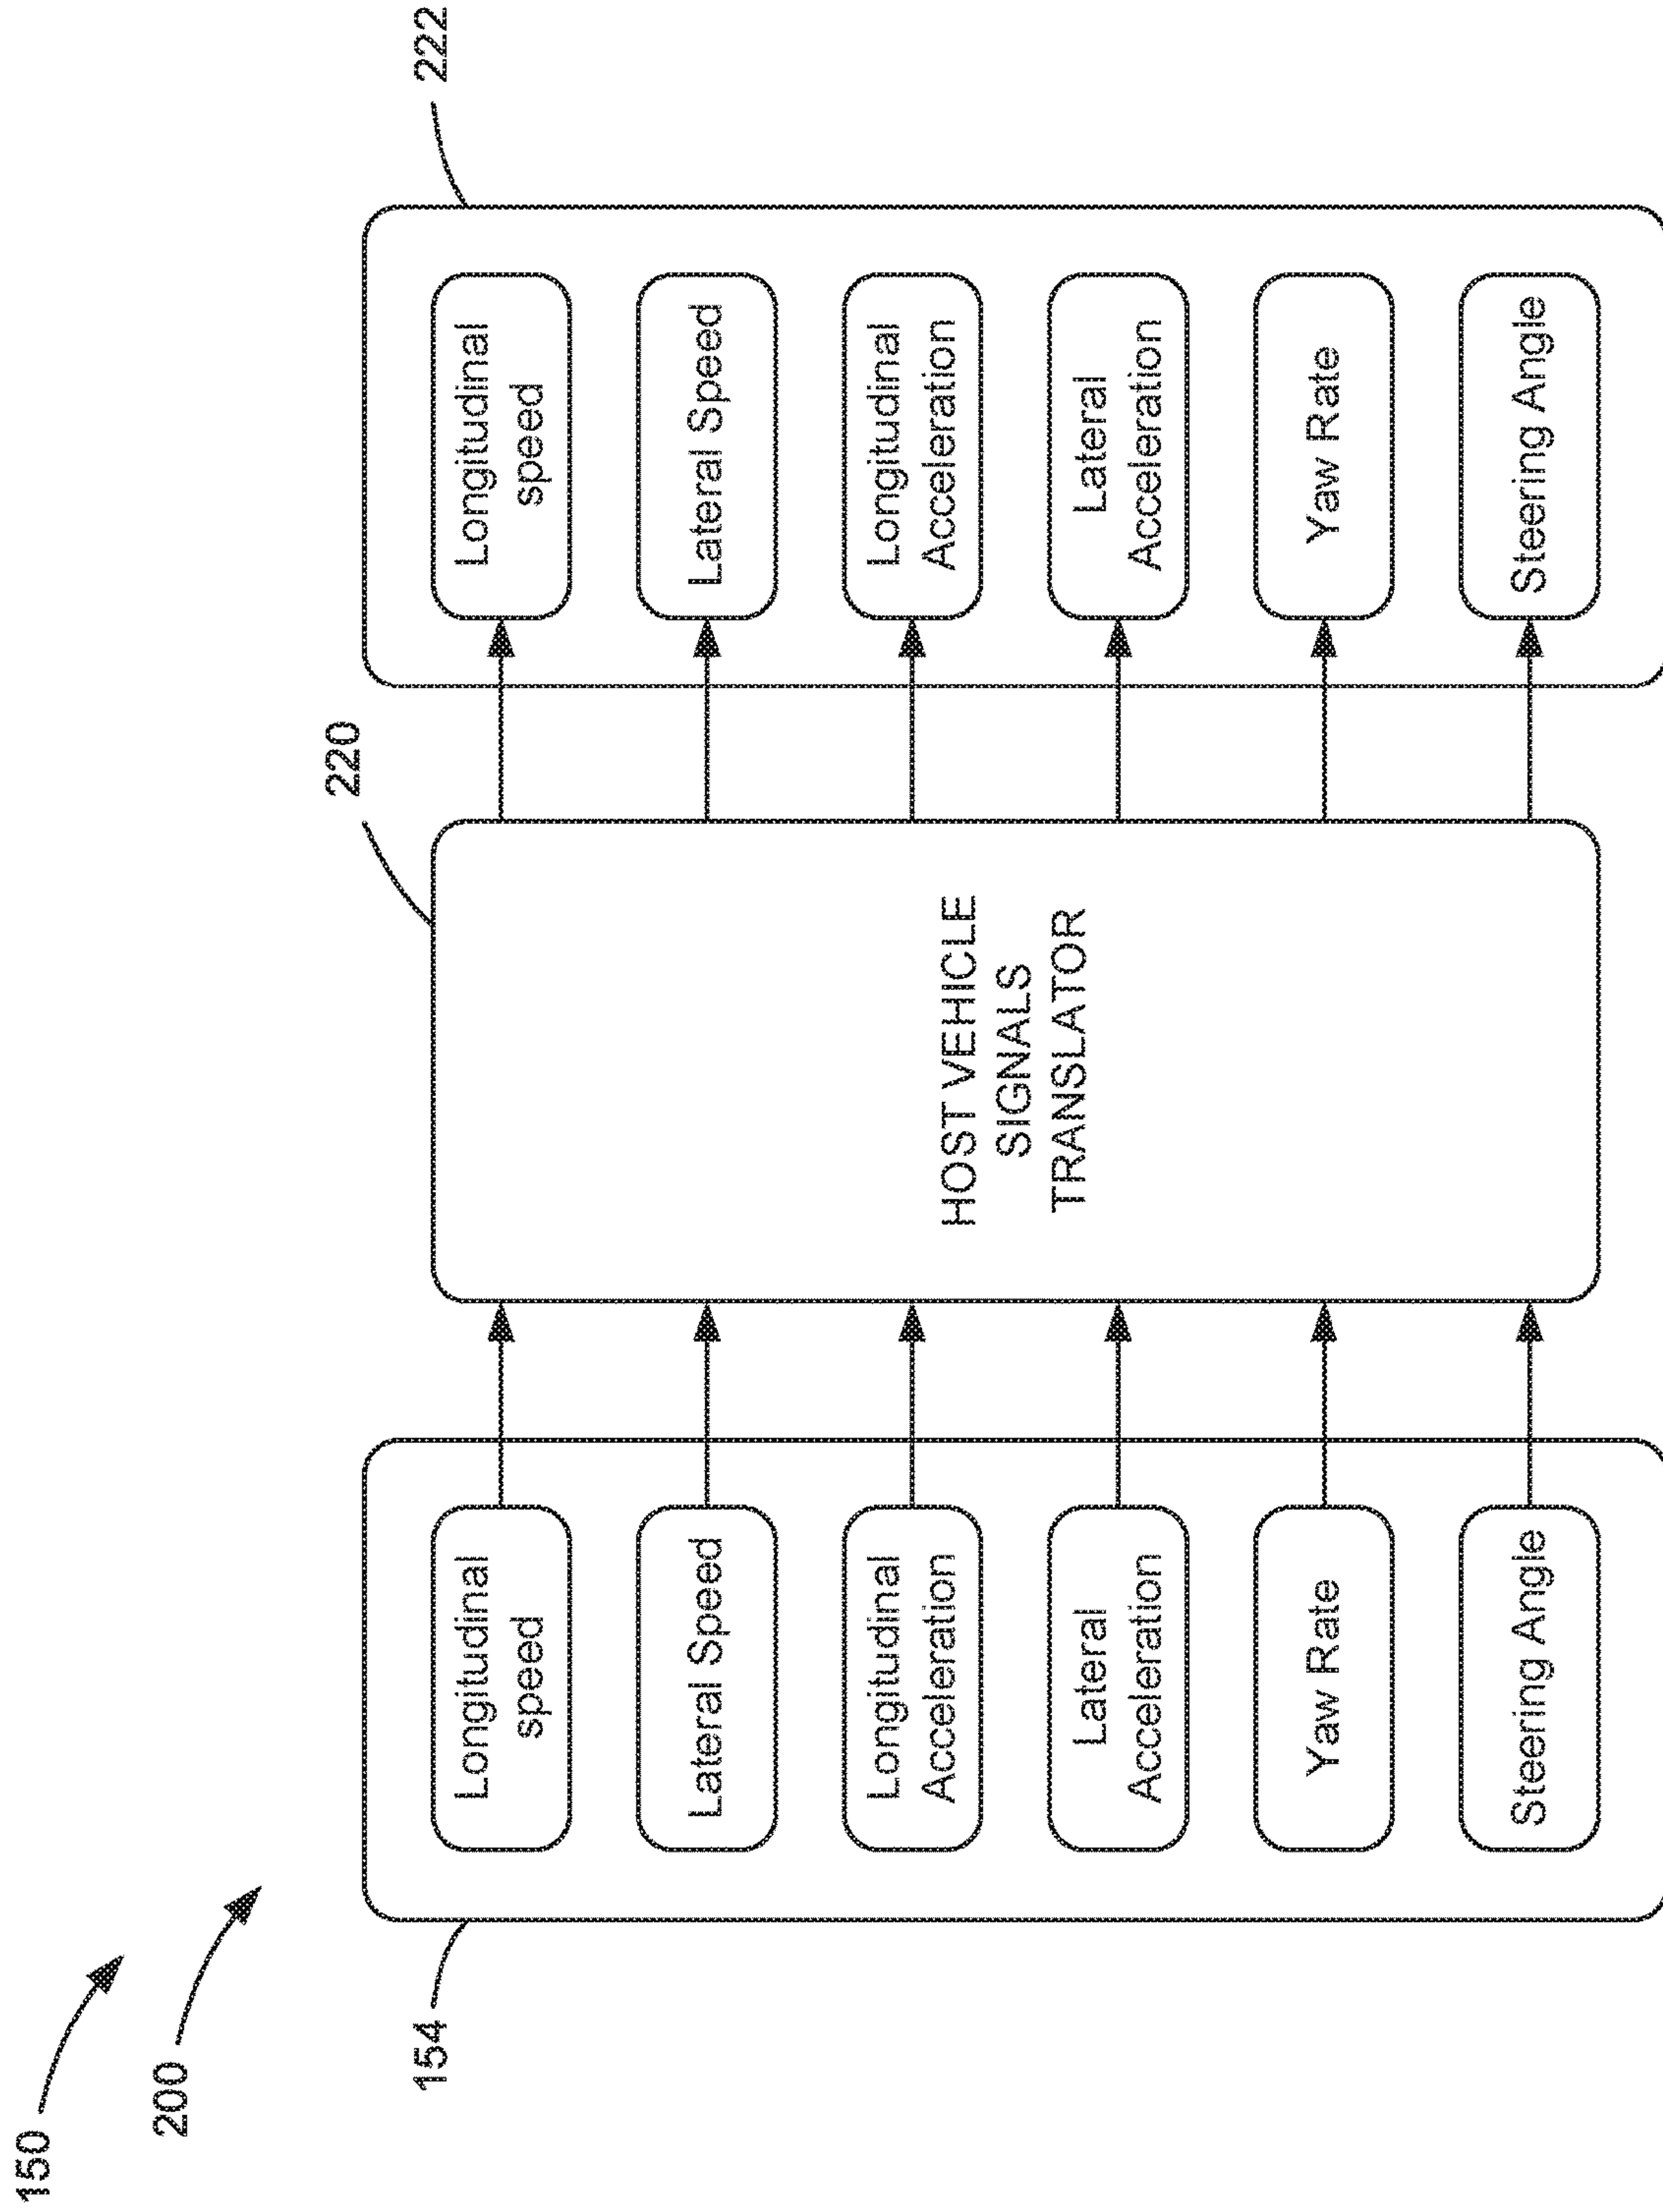 150
200
154
Longitudinal
speed
Lateral Speed
Longitudinal
Acceleration
Lateral
Acceleration
Yaw Rate
Steering Angle
220
HOST VEHICLE
SIGNALS
TRANSLATOR
222
Longitudinal
speed
Lateral Speed
Longitudinal
Acceleration
Lateral
Acceleration
Yaw Rate
Steering Angle